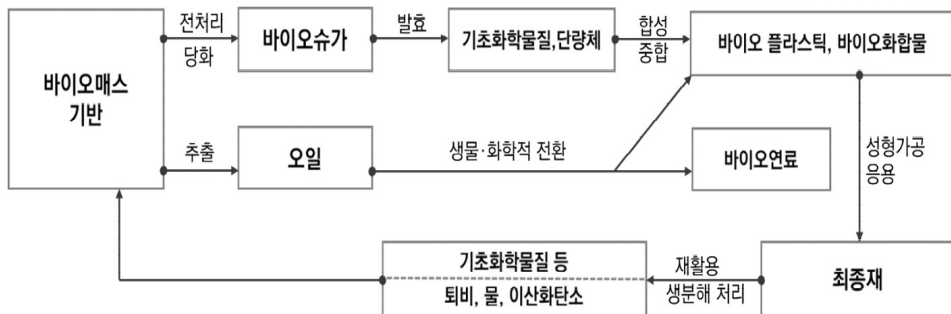 전처리
당화
바이오슈가
발효
기초화학물질,단량체
합성
중합
바이오 플라스틱, 바이오화합물
바이오매스
기반
추출
오일
생물·화학적 전환
바이오연료
성형가공
응용
기초화학물질 등
퇴비, 물, 이산화탄소
재활용
생분해 처리
최종재